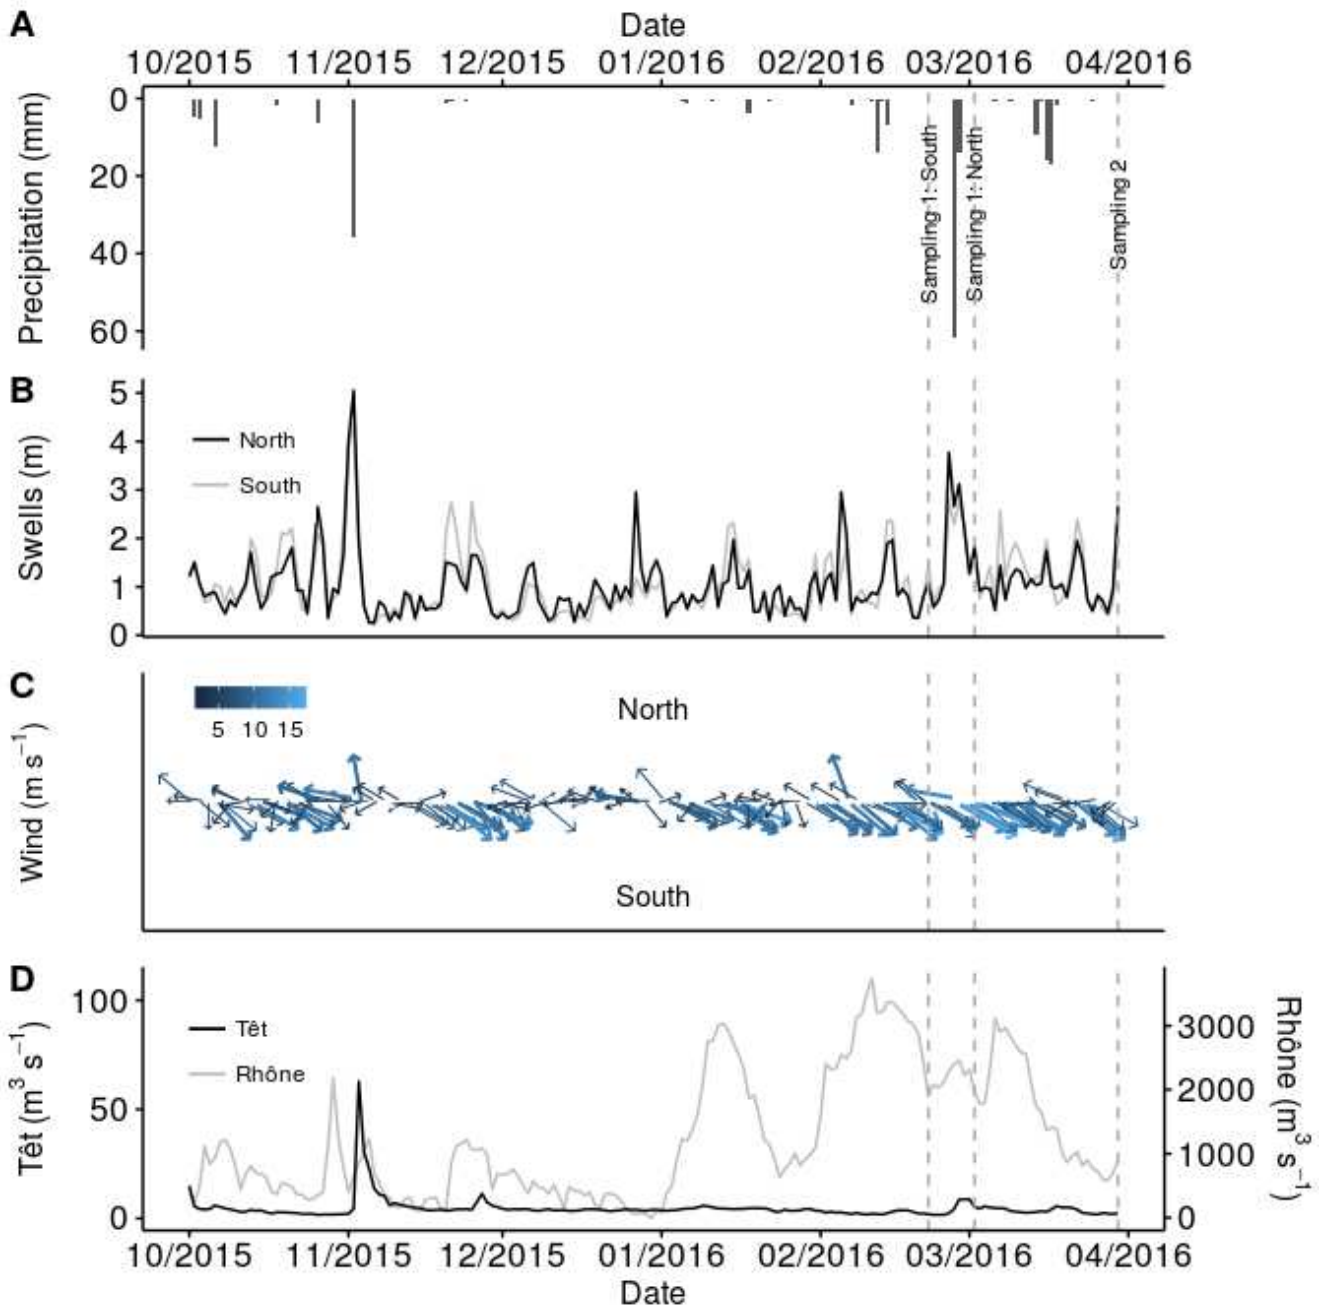 A
Date
10/2015 11/2015 12/2015 01/2016 02/2016 03/2016 04/2016
Precipitation (mm)
0
20
40
60
Sampling 1: South
Sampling 1: North
Sampling 2
B
Swells (m)
5
4
3
2
1
0
North
South
C
Wind (m s⁻¹)
5 10 15
North
South
D
Têt (m³ s⁻¹)
100
50
0
Têt
Rhône
3000
2000
1000
0
Rhône (m³ s⁻¹)
10/2015 11/2015 12/2015 01/2016 02/2016 03/2016 04/2016
Date